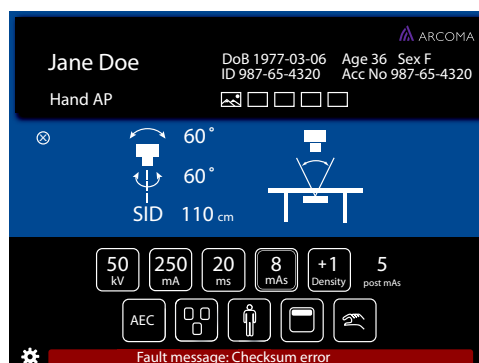 ARCOMA
Jane Doe
DoB 1977-03-06 Age 36 Sex F
ID 987-65-4320 Acc No 987-65-4320
Hand AP
60°
60°
SID 110 cm
50 kV 250 mA 20 ms 8 mAs +1 Density 5 post mAs
AEC
Fault message: Checksum error